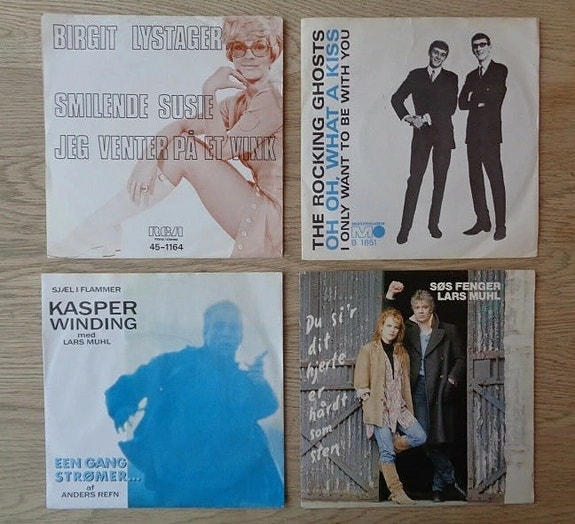 BIRGIT LYSTAGER
SMILENDE SUSIE
JEG VENTER PÅ ET VINK
RCA
45-1164
THE ROCKING GHOSTS
OH OH, WHAT A KISS
I ONLY WANT TO BE WITH YOU
M
B 1851
SJÆL I FLAMMER
KASPER
WINDING
med
LARS MUHL
EEN GANG
STRØMER...
af
ANDERS REFN
SØS FENGER
LARS MUHL
Du si'r
dit
hjerte
er
hårdt
som
sten